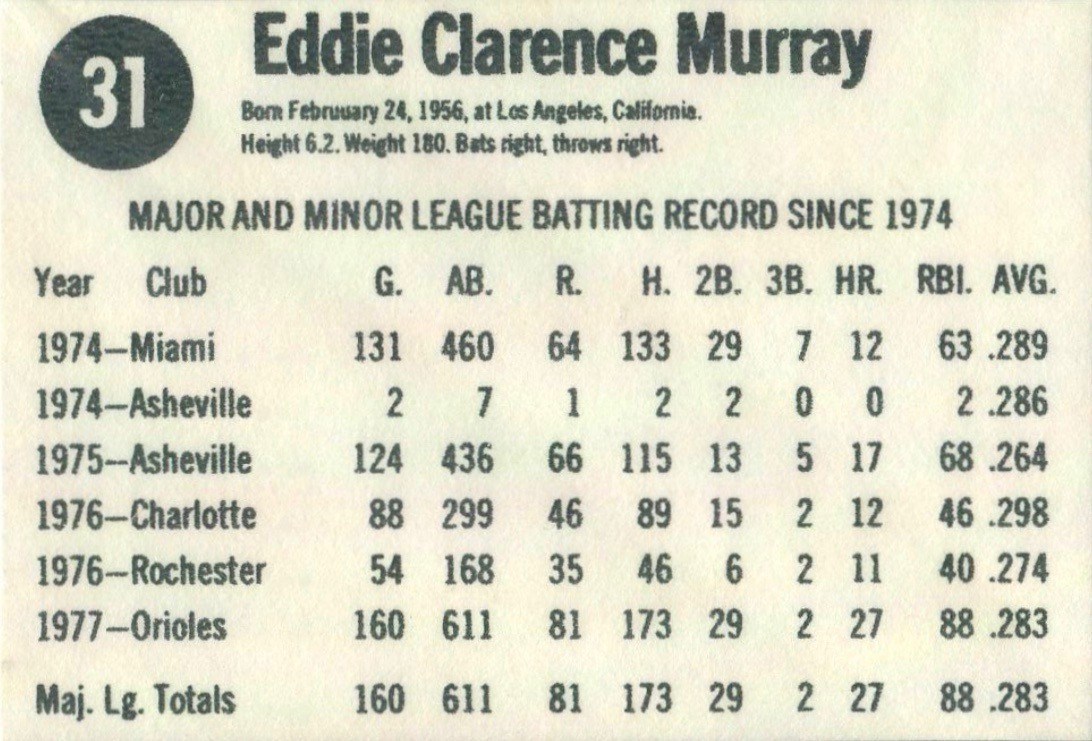 31
Eddie Clarence Murray
Born Februuary 24, 1956, at Los Angeles, California.
Height 6.2. Weight 180. Bats right, throws right.
MAJOR AND MINOR LEAGUE BATTING RECORD SINCE 1974
Year Club G. AB. R. H. 2B. 3B. HR. RBI. AVG.
1974—Miami 131 460 64 133 29 7 12 63 .289
1974—Asheville 2 7 1 2 2 0 0 2 .286
1975—Asheville 124 436 66 115 13 5 17 68 .264
1976—Charlotte 88 299 46 89 15 2 12 46 .298
1976—Rochester 54 168 35 46 6 2 11 40 .274
1977—Orioles 160 611 81 173 29 2 27 88 .283
Maj. Lg. Totals 160 611 81 173 29 2 27 88 .283